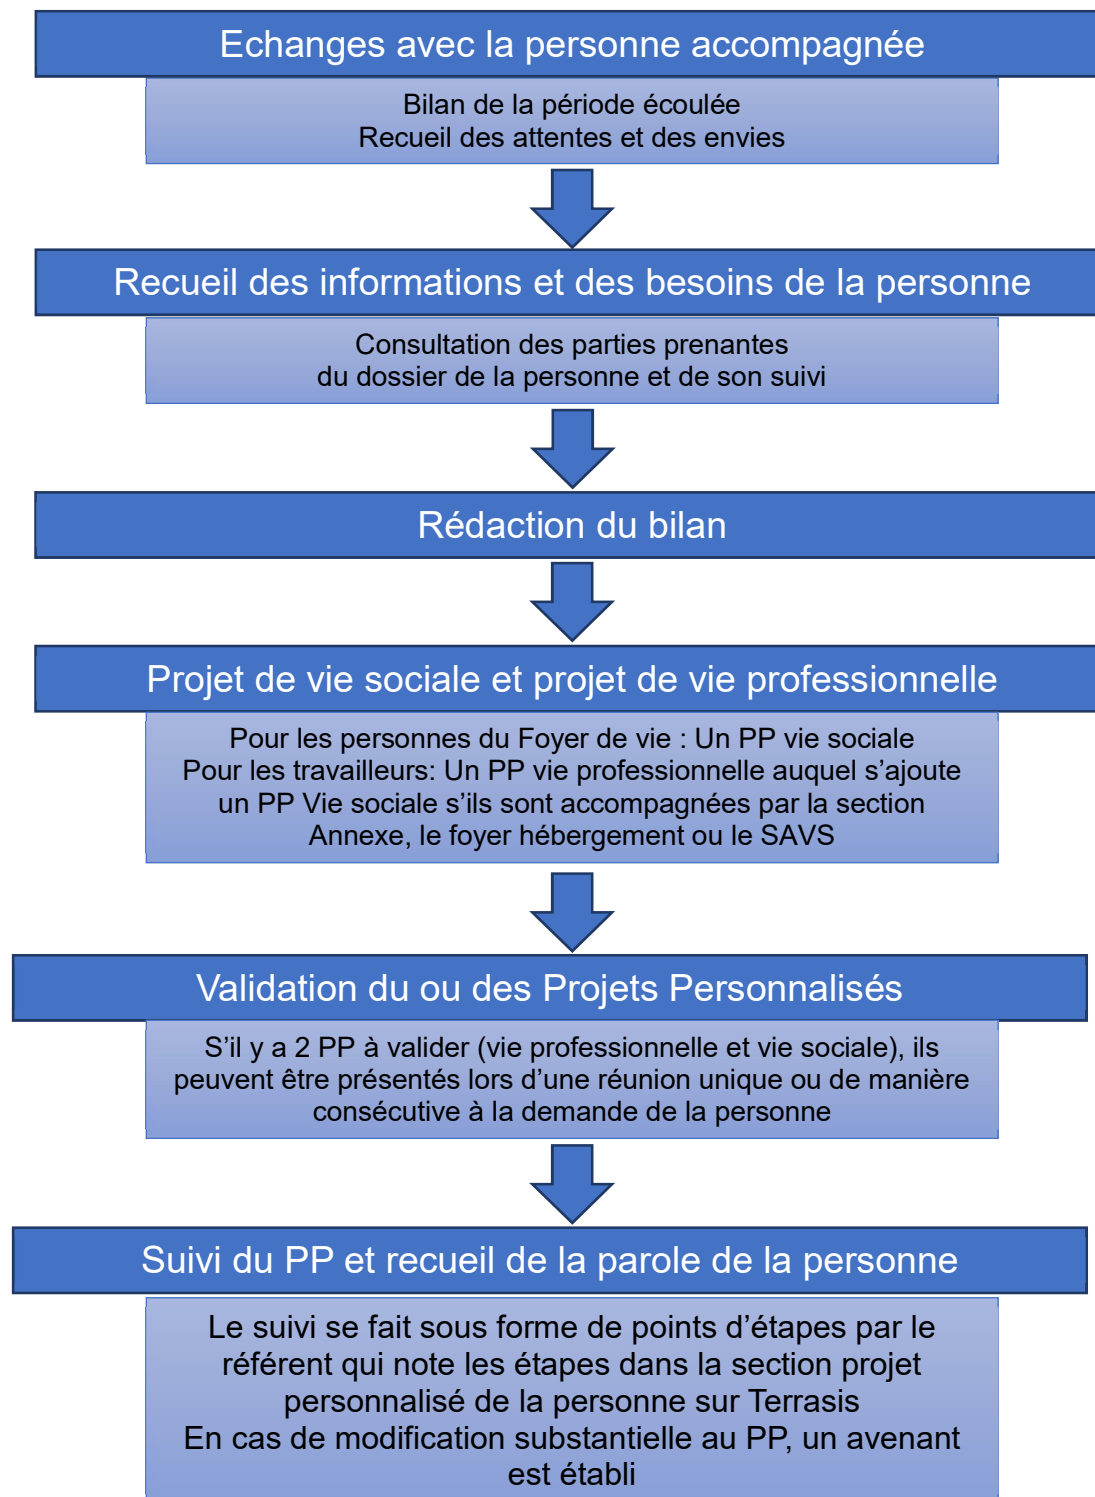 Echanges avec la personne accompagnée
Bilan de la période écoulée
Recueil des attentes et des envies
Recueil des informations et des besoins de la personne
Consultation des parties prenantes
du dossier de la personne et de son suivi
Rédaction du bilan
Projet de vie sociale et projet de vie professionnelle
Pour les personnes du Foyer de vie : Un PP vie sociale
Pour les travailleurs: Un PP vie professionnelle auquel s’ajoute
un PP Vie sociale s’ils sont accompagnées par la section
Annexe, le foyer hébergement ou le SAVS
Validation du ou des Projets Personnalisés
S’il y a 2 PP à valider (vie professionnelle et vie sociale), ils
peuvent être présentés lors d’une réunion unique ou de manière
consécutive à la demande de la personne
Suivi du PP et recueil de la parole de la personne
Le suivi se fait sous forme de points d’étapes par le
référent qui note les étapes dans la section projet
personnalisé de la personne sur Terrasis
En cas de modification substantielle au PP, un avenant
est établi